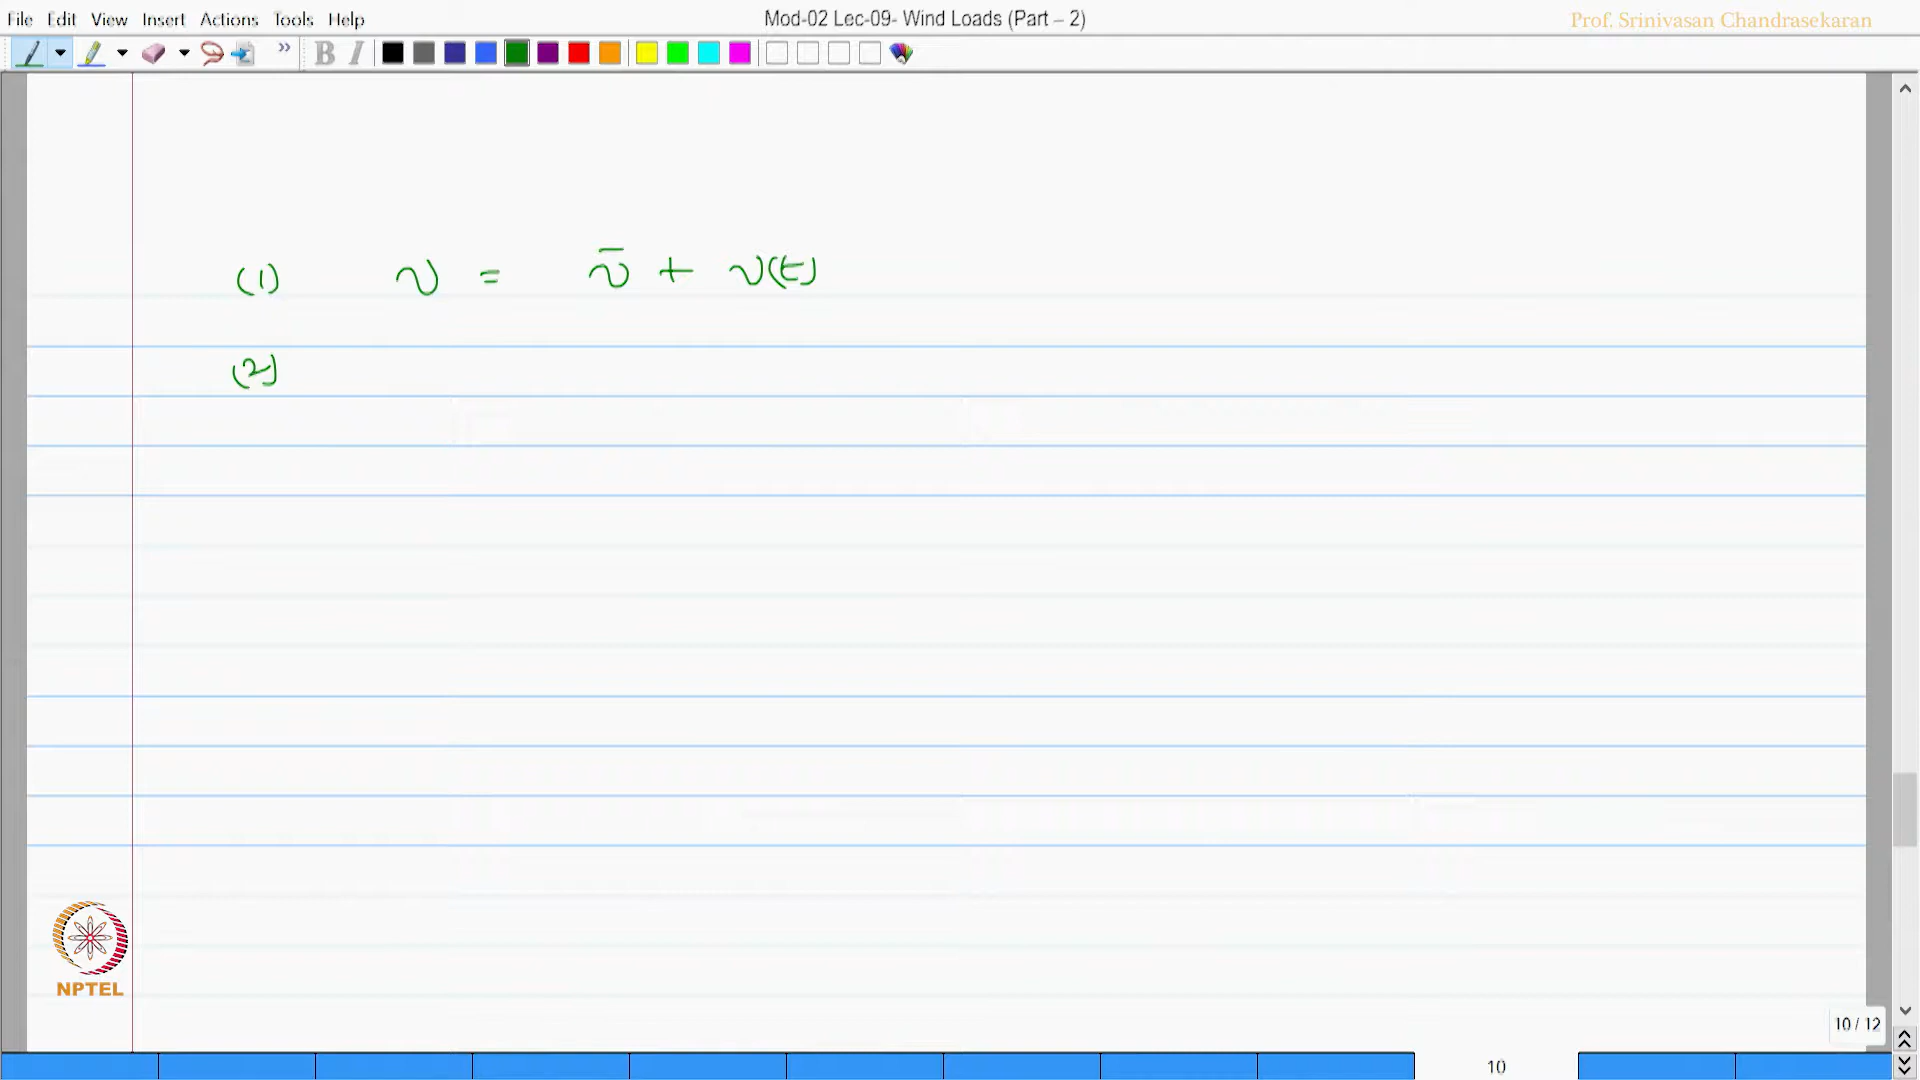 File Edit View Insert Actions Tools Help
Mod-02 Lec-09- Wind Loads (Part – 2)
Prof. Srinivasan Chandrasekaran
B I
(1) v = v̄ + v(t)
(2)
NPTEL
10 / 12
10